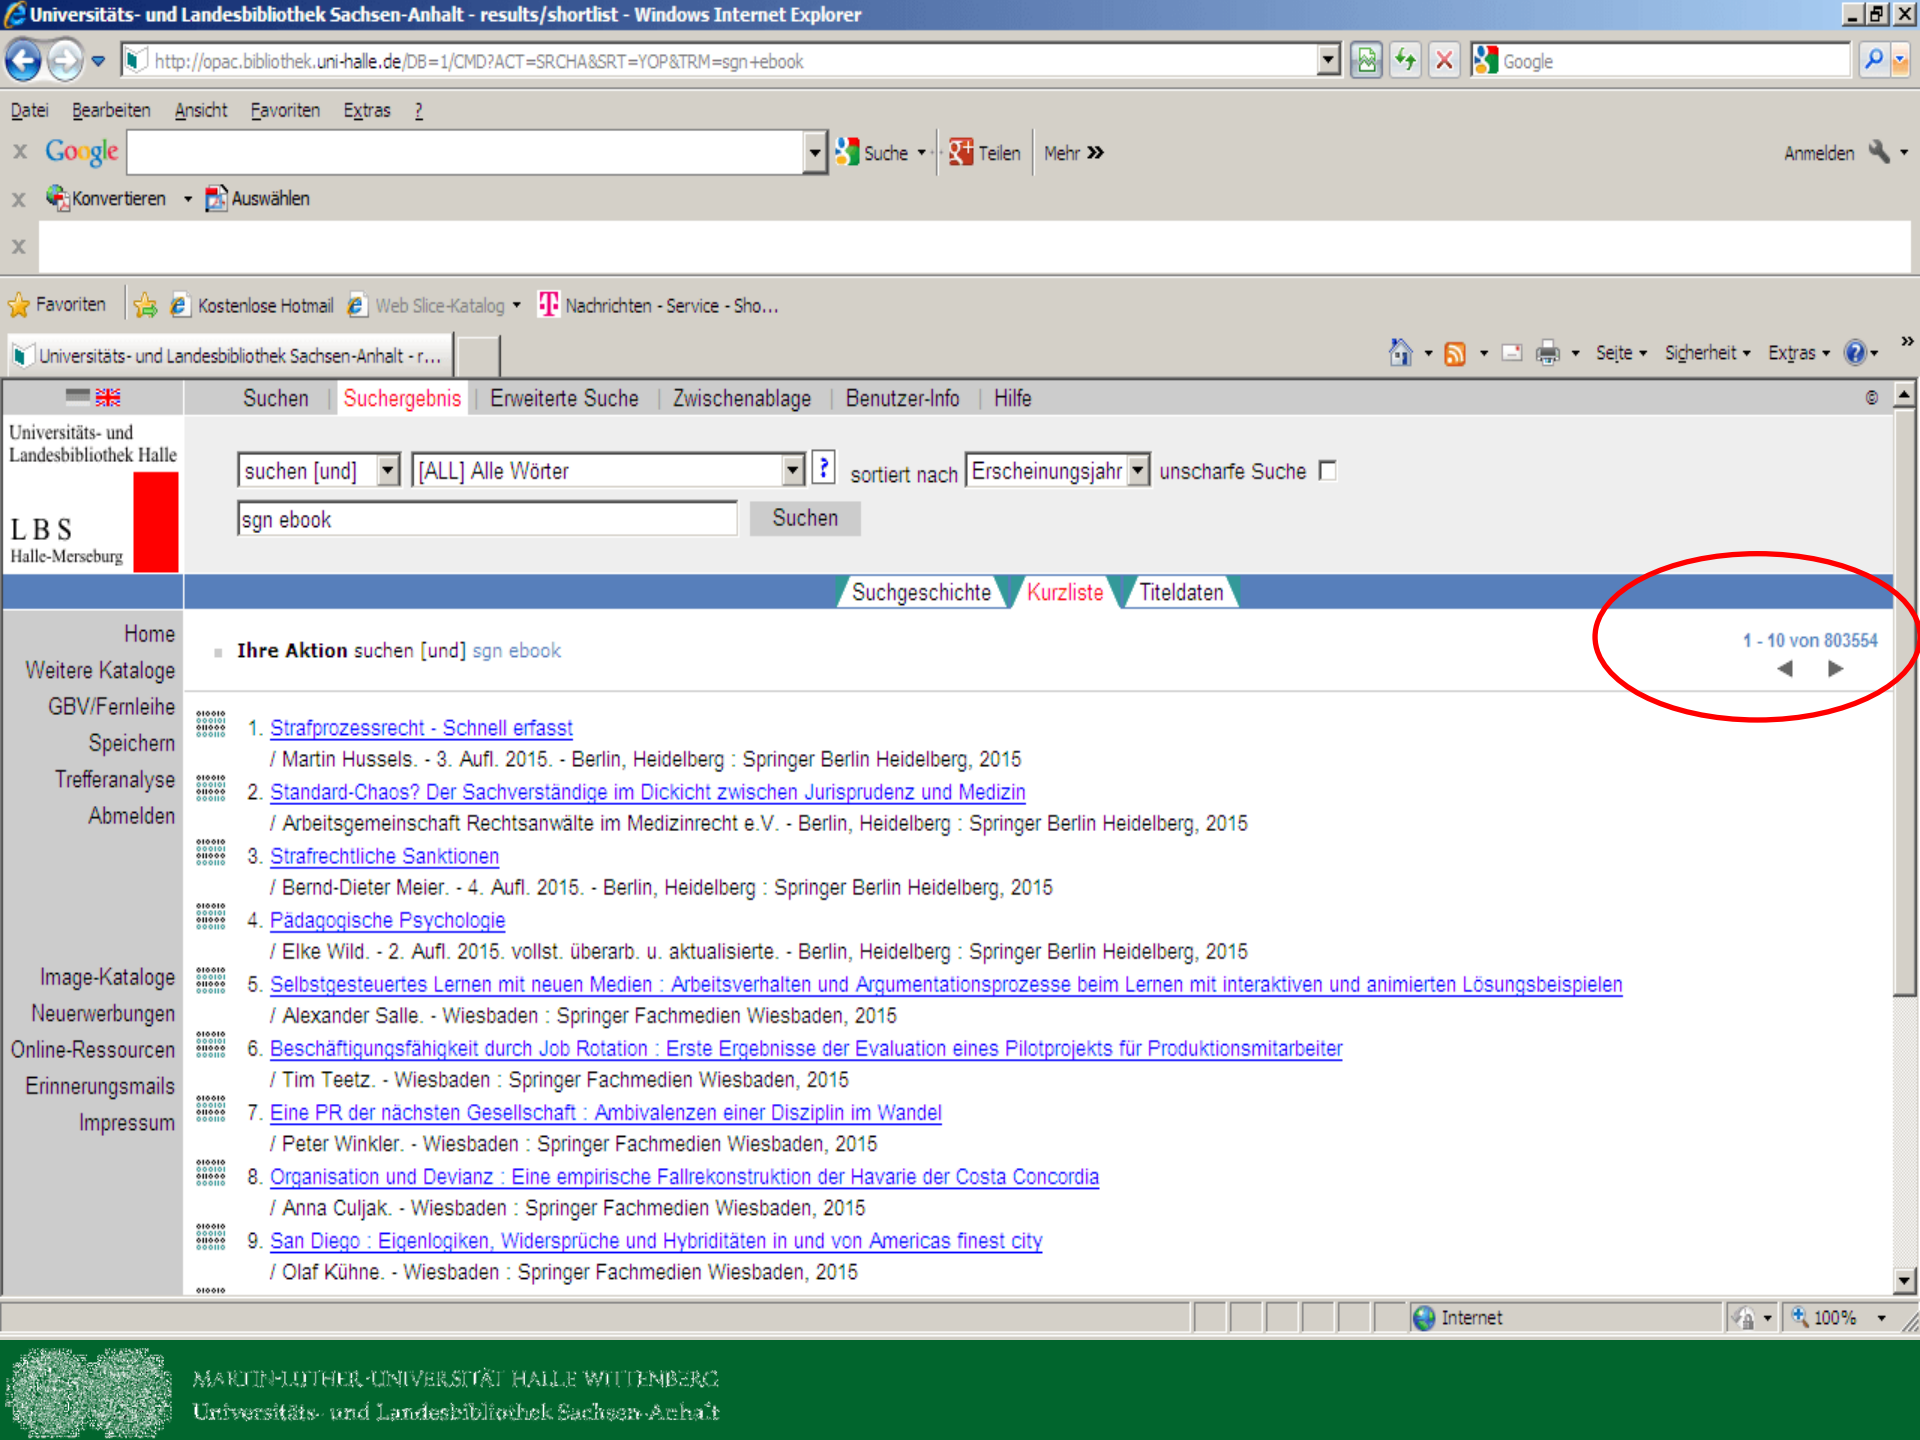 Universitäts- und Landesbibliothek Sachsen-Anhalt - results/shortlist - Windows Internet Explorer
http://opac.bibliothek.uni-halle.de/DB=1/CMD?ACT=SRCHA&SRT=YOP&TRM=sgn+ebook
Google
Datei Bearbeiten Ansicht Favoriten Extras ?
x Google Suche Teilen Mehr » Anmelden
x Konvertieren Auswählen
x
Favoriten Kostenlose Hotmail Web Slice-Katalog Nachrichten - Service - Sho...
Universitäts- und Landesbibliothek Sachsen-Anhalt - r... Seite Sicherheit Extras »
Suchen | Suchergebnis | Erweiterte Suche | Zwischenablage | Benutzer-Info | Hilfe ©
Universitäts- und
Landesbibliothek Halle
L B S
Halle-Merseburg
suchen [und] [ALL] Alle Wörter ? sortiert nach Erscheinungsjahr unscharfe Suche
sgn ebook Suchen
Suchgeschichte Kurzliste Titeldaten
Home
Weitere Kataloge
GBV/Fernleihe
Speichern
Trefferanalyse
Abmelden
Image-Kataloge
Neuerwerbungen
Online-Ressourcen
Erinnerungsmails
Impressum
Ihre Aktion suchen [und] sgn ebook
1 - 10 von 803554
1. Strafprozessrecht - Schnell erfasst
/ Martin Hussels. - 3. Aufl. 2015. - Berlin, Heidelberg : Springer Berlin Heidelberg, 2015
2. Standard-Chaos? Der Sachverständige im Dickicht zwischen Jurisprudenz und Medizin
/ Arbeitsgemeinschaft Rechtsanwälte im Medizinrecht e.V. - Berlin, Heidelberg : Springer Berlin Heidelberg, 2015
3. Strafrechtliche Sanktionen
/ Bernd-Dieter Meier. - 4. Aufl. 2015. - Berlin, Heidelberg : Springer Berlin Heidelberg, 2015
4. Pädagogische Psychologie
/ Elke Wild. - 2. Aufl. 2015. vollst. überarb. u. aktualisierte. - Berlin, Heidelberg : Springer Berlin Heidelberg, 2015
5. Selbstgesteuertes Lernen mit neuen Medien : Arbeitsverhalten und Argumentationsprozesse beim Lernen mit interaktiven und animierten Lösungsbeispielen
/ Alexander Salle. - Wiesbaden : Springer Fachmedien Wiesbaden, 2015
6. Beschäftigungsfähigkeit durch Job Rotation : Erste Ergebnisse der Evaluation eines Pilotprojekts für Produktionsmitarbeiter
/ Tim Teetz. - Wiesbaden : Springer Fachmedien Wiesbaden, 2015
7. Eine PR der nächsten Gesellschaft : Ambivalenzen einer Disziplin im Wandel
/ Peter Winkler. - Wiesbaden : Springer Fachmedien Wiesbaden, 2015
8. Organisation und Devianz : Eine empirische Fallrekonstruktion der Havarie der Costa Concordia
/ Anna Culjak. - Wiesbaden : Springer Fachmedien Wiesbaden, 2015
9. San Diego : Eigenlogiken, Widersprüche und Hybriditäten in und von Americas finest city
/ Olaf Kühne. - Wiesbaden : Springer Fachmedien Wiesbaden, 2015
Internet 100%
MARTIN-LUTHER-UNIVERSITÄT HALLE WITTENBERG
Universitäts- und Landesbibliothek Sachsen-Anhalt